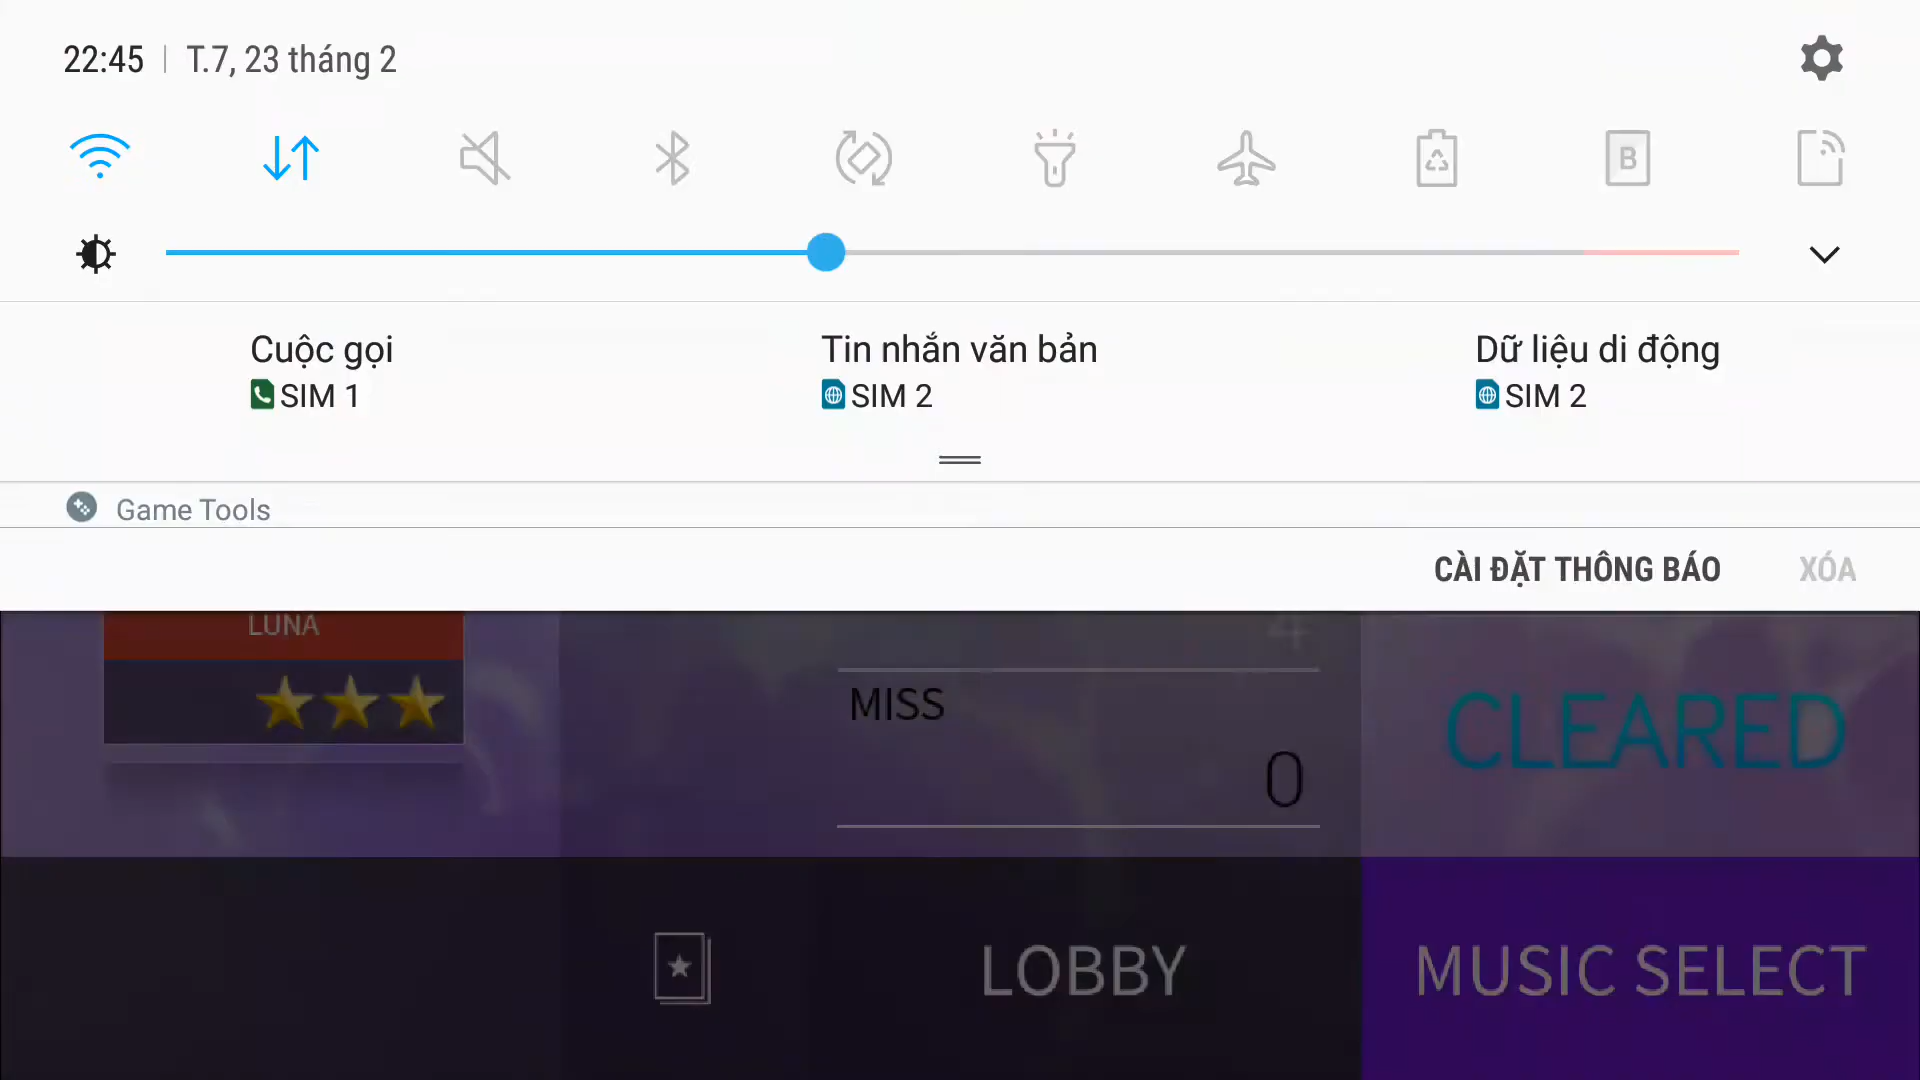 22:45 | T.7, 23 tháng 2
B
Cuộc gọi
SIM 1
Tin nhắn văn bản
SIM 2
Dữ liệu di động
SIM 2
Game Tools
CÀI ĐẶT THÔNG BÁO
XÓA
LUNA
4
MISS
0
CLEARED
LOBBY
MUSIC SELECT